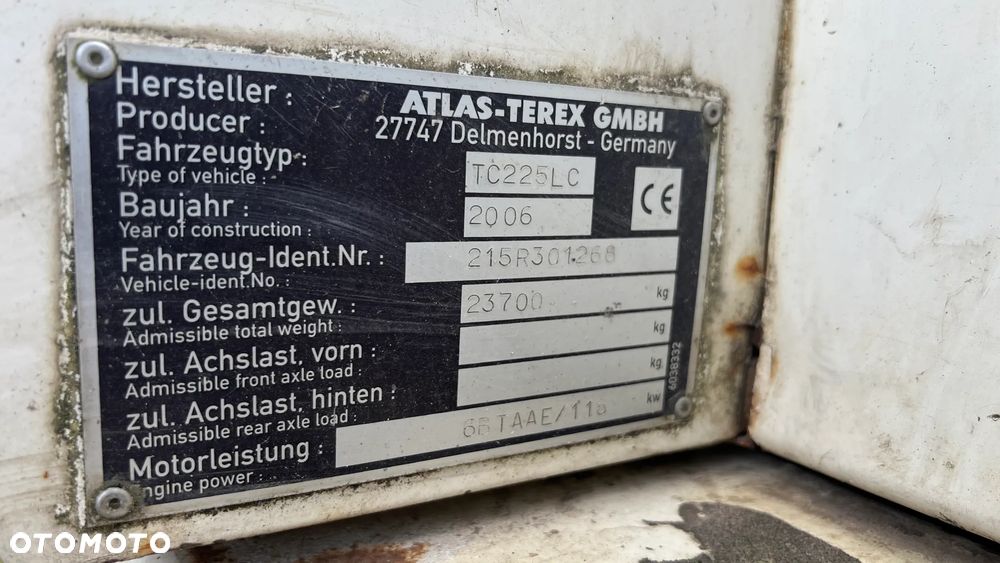 Hersteller :
Producer :
ATLAS-TEREX GMBH
27747 Delmenhorst - Germany
Fahrzeugtyp :
Type of vehicle :
TC225LC
CE
Baujahr :
Year of construction :
2006
Fahrzeug-Ident.Nr. :
Vehicle-ident.No. :
215R301268
zul. Gesamtgew. :
Admissible total weight :
23700 kg
zul. Achslast, vorn :
Admissible front axle load :
kg
zul. Achslast, hinten :
Admissible rear axle load :
kg
Motorleistung :
Engine power :
kw
6038332
OTOMOTO